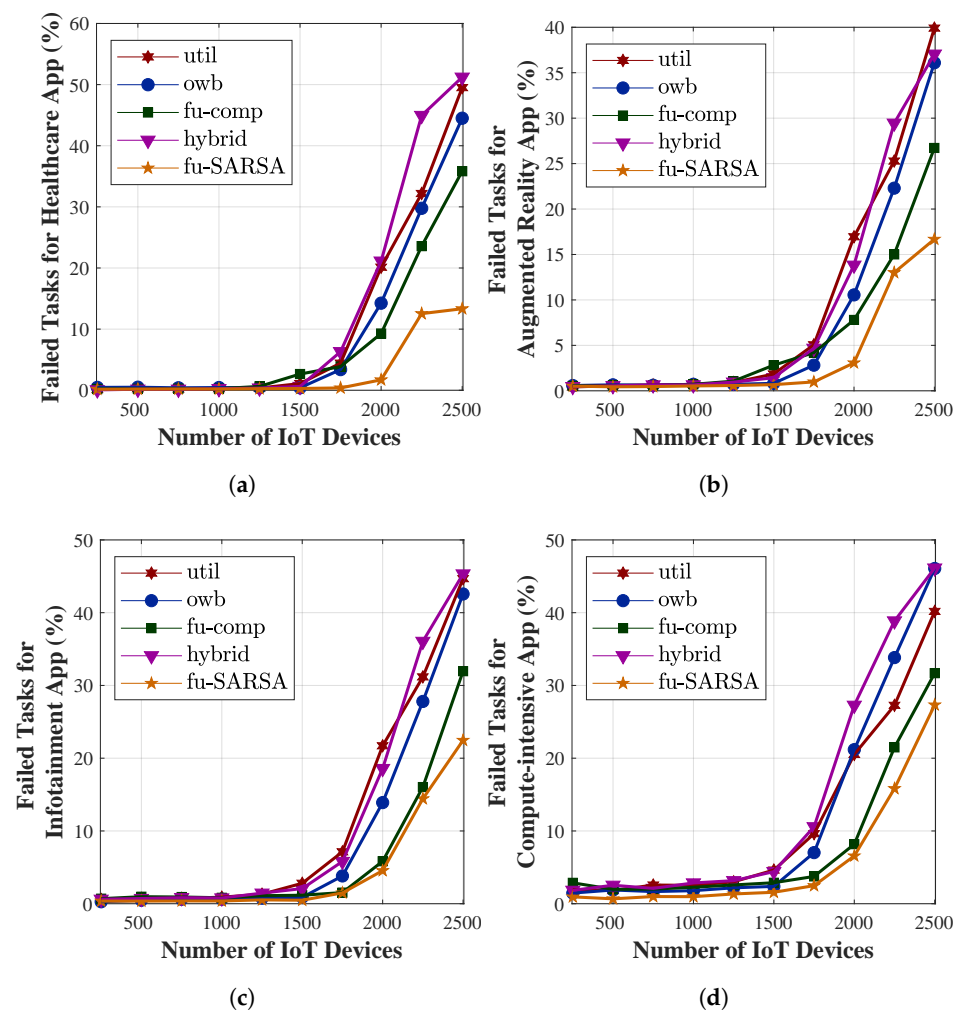 Failed Tasks for Healthcare App (%)
60
50
40
30
20
10
0
util
owb
fu-comp
hybrid
fu-SARSA
500 1000 1500 2000 2500
Number of IoT Devices
(a)
Failed Tasks for
Augmented Reality App (%)
40
35
30
25
20
15
10
5
0
util
owb
fu-comp
hybrid
fu-SARSA
500 1000 1500 2000 2500
Number of IoT Devices
(b)
Failed Tasks for
Infotainment App (%)
50
40
30
20
10
0
util
owb
fu-comp
hybrid
fu-SARSA
500 1000 1500 2000 2500
Number of IoT Devices
(c)
Failed Tasks for
Compute-intensive App (%)
50
40
30
20
10
0
util
owb
fu-comp
hybrid
fu-SARSA
500 1000 1500 2000 2500
Number of IoT Devices
(d)